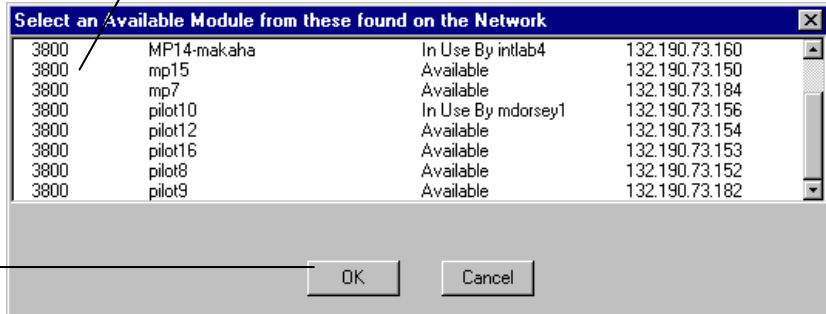 Select an Available Module from these found on the Network
3800 MP14-makaha In Use By intlab4 132.190.73.160
3800 mp15 Available 132.190.73.150
3800 mp7 Available 132.190.73.184
3800 pilot10 In Use By mdorsey1 132.190.73.156
3800 pilot12 Available 132.190.73.154
3800 pilot16 Available 132.190.73.153
3800 pilot8 Available 132.190.73.152
3800 pilot9 Available 132.190.73.182
OK Cancel